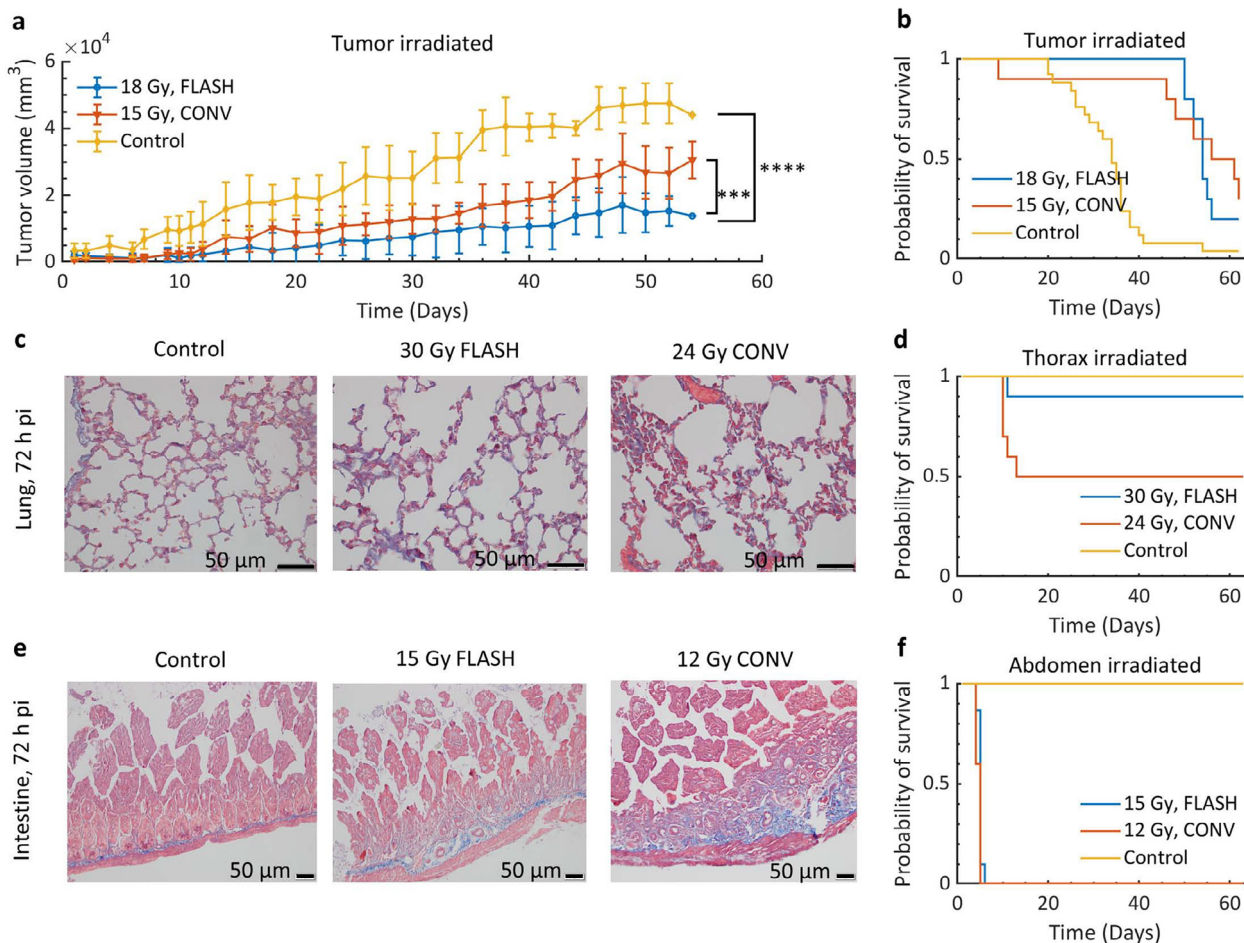 a
Tumor irradiated
×10⁴
Tumor volume (mm³)
6
4
2
0
18 Gy, FLASH
15 Gy, CONV
Control
****
***
0 10 20 30 40 50 60
Time (Days)
b
Tumor irradiated
Probability of survival
1
0.5
0
18 Gy, FLASH
15 Gy, CONV
Control
0 20 40 60
Time (Days)
c
Control
30 Gy FLASH
24 Gy CONV
Lung, 72 h pi
50 µm
50 µm
50 µm
d
Thorax irradiated
Probability of survival
1
0.5
0
30 Gy, FLASH
24 Gy, CONV
Control
0 20 40 60
Time (Days)
e
Control
15 Gy FLASH
12 Gy CONV
Intestine, 72 h pi
50 µm
50 µm
50 µm
f
Abdomen irradiated
Probability of survival
1
0.5
0
15 Gy, FLASH
12 Gy, CONV
Control
0 20 40 60
Time (Days)